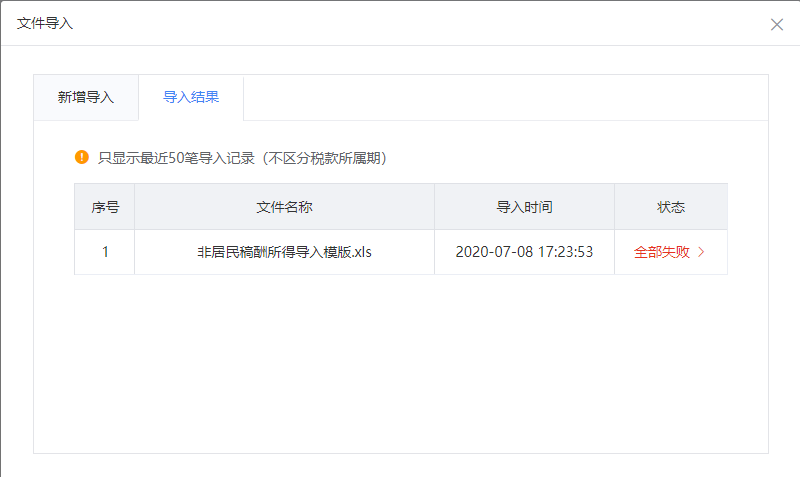 文件导入
新增导入 导入结果
只显示最近50笔导入记录（不区分税款所属期）
序号 文件名称 导入时间 状态
1 非居民稿酬所得导入模版.xls 2020-07-08 17:23:53 全部失败